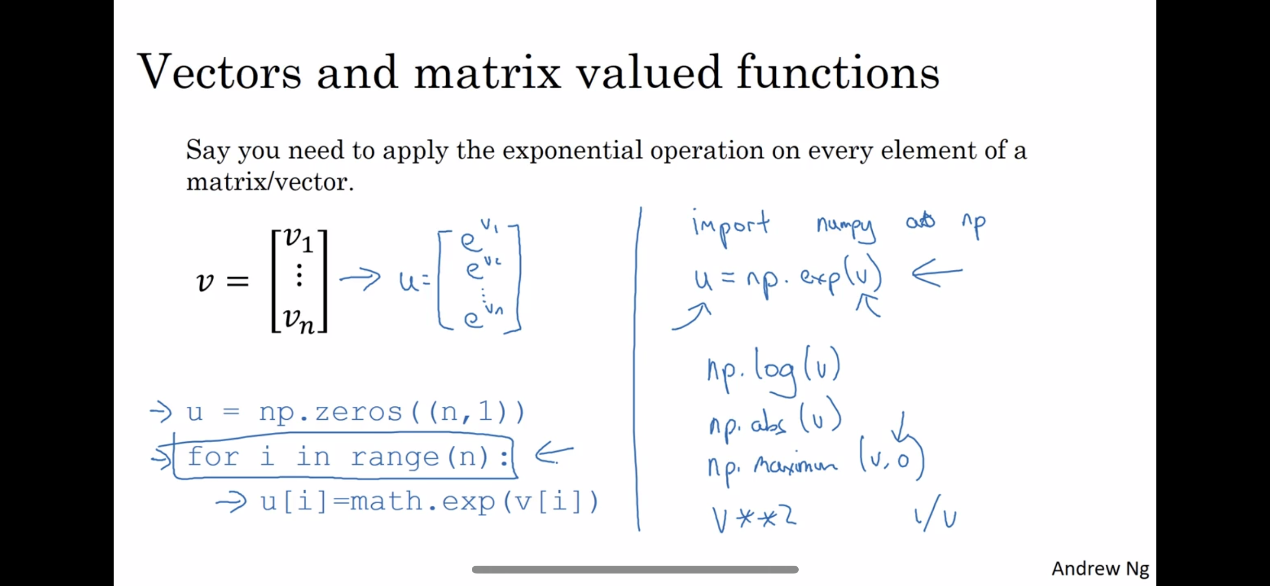 Vectors and matrix valued functions
Say you need to apply the exponential operation on every element of a
matrix/vector.
v = [v₁ ⋮ vₙ] → u = [e^v₁ e^v₂ ⋮ e^vₙ]
→ u = np.zeros((n,1))
→ for i in range(n): ←
→ u[i]=math.exp(v[i])
import numpy as np
u = np.exp(v) ←
np.log(v)
np.abs(v)
np.maximum(v,0)
v**2 1/v
Andrew Ng